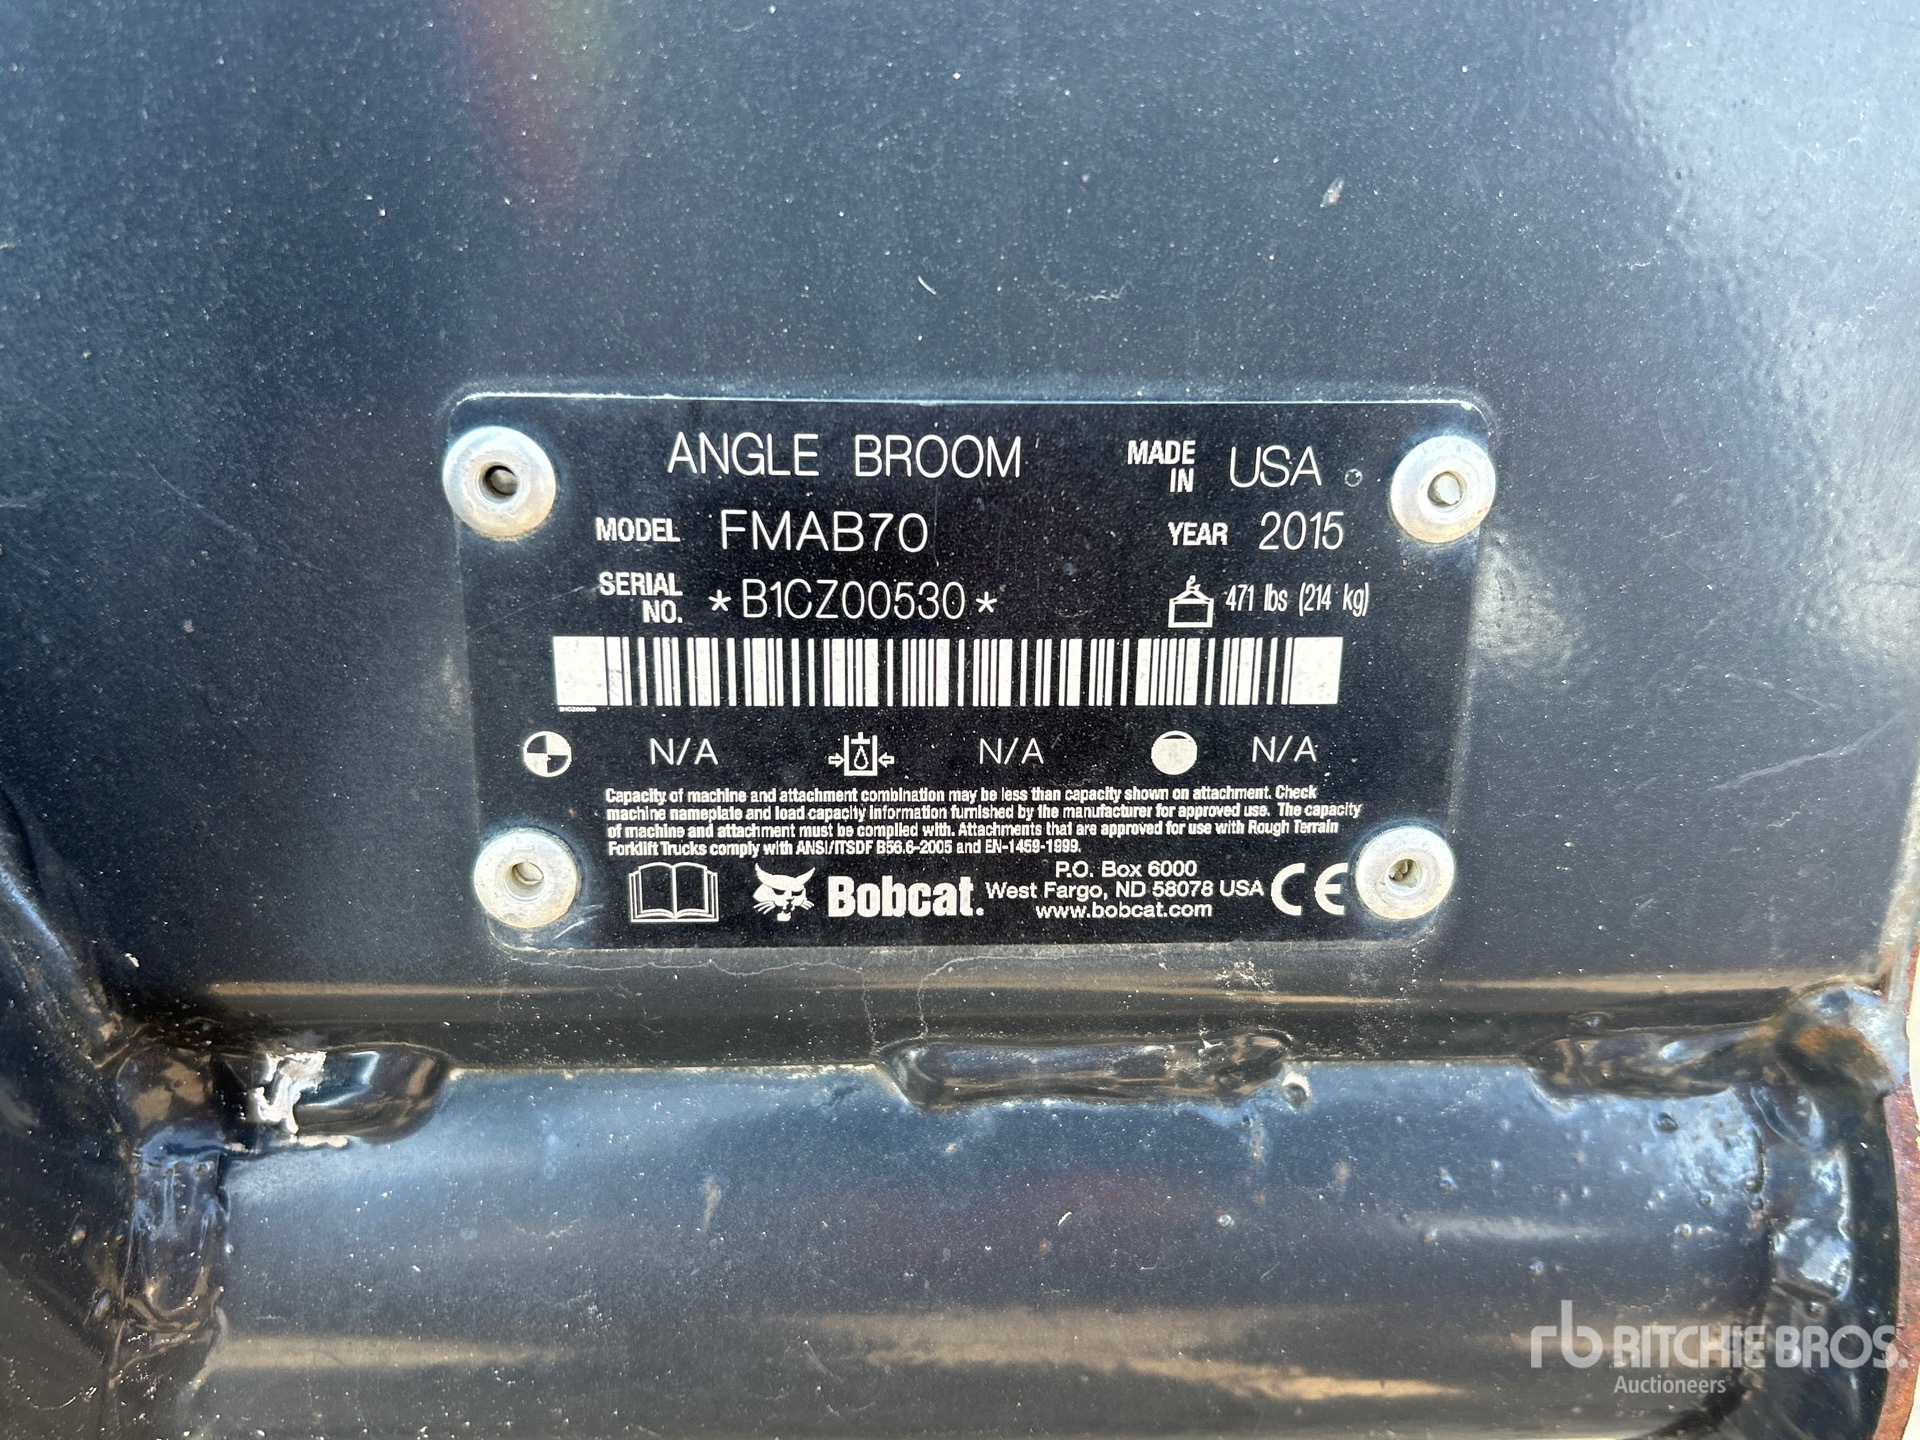 ANGLE BROOM MADE IN USA
MODEL FMAB70 YEAR 2015
SERIAL NO. *B1CZ00530* 471 lbs (214 kg)
B1CZ00530
N/A N/A N/A
Capacity of machine and attachment combination may be less than capacity shown on attachment. Check
machine nameplate and load capacity information furnished by the manufacturer for approved use. The capacity
of machine and attachment must be complied with. Attachments that are approved for use with Rough Terrain
Forklift Trucks comply with ANSI/ITSDF B56.6-2005 and EN-1459-1999.
Bobcat.
P.O. Box 6000
West Fargo, ND 58078 USA
www.bobcat.com
CE
rb RITCHIE BROS.
Auctioneers